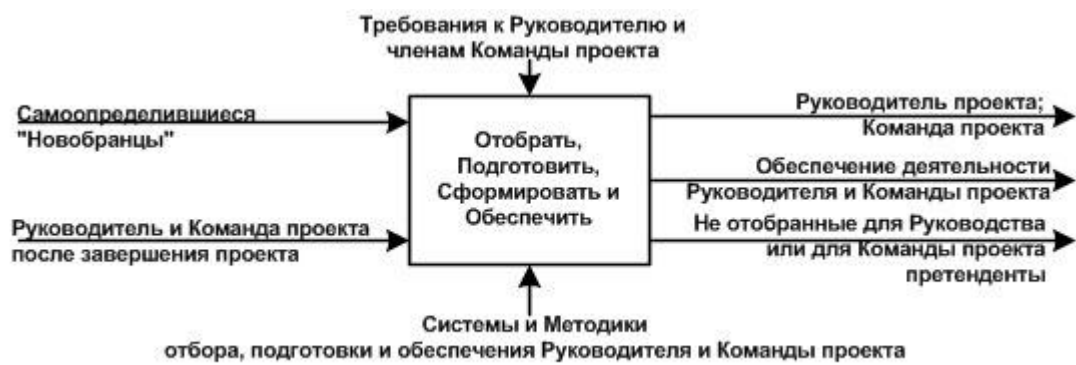 Требования к Руководителю и
членам Команды проекта
Самоопределившиеся
"Новобранцы"
Руководитель и Команда проекта
после завершения проекта
Отобрать,
Подготовить,
Сформировать и
Обеспечить
Руководитель проекта;
Команда проекта
Обеспечение деятельности
Руководителя и Команды проекта
Не отобранные для Руководства
или для Команды проекта
претенденты
Системы и Методики
отбора, подготовки и обеспечения Руководителя и Команды проекта